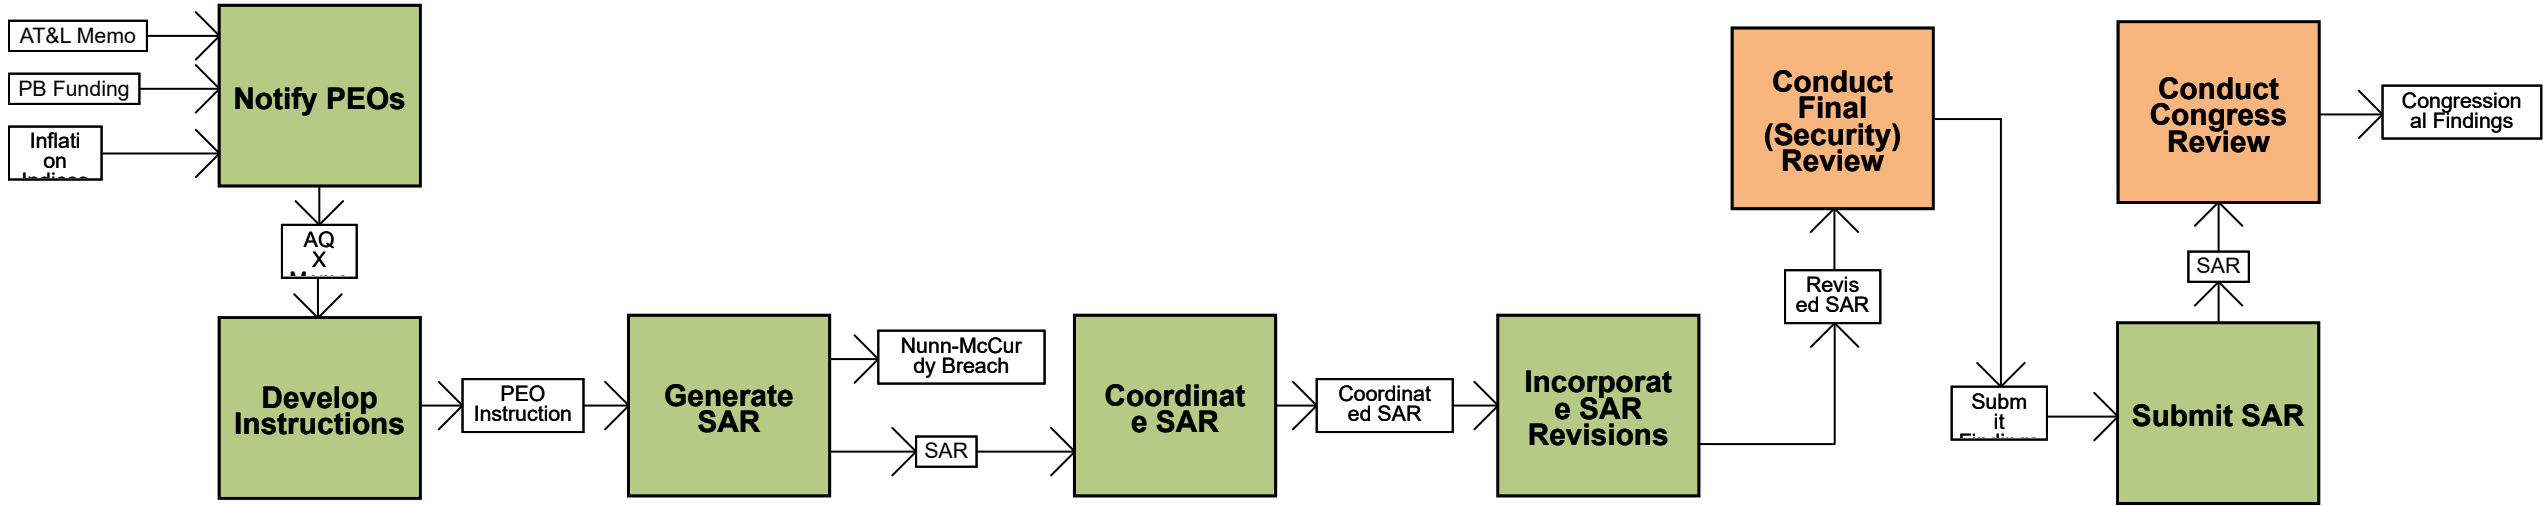 AT&L Memo
PB Funding
Inflati
on
Notify PEOs
AQ
X
Develop
Instructions
PEO
Instruction
Generate
SAR
Nunn-McCur
dy Breach
SAR
Coordinat
e SAR
Coordinat
ed SAR
Incorporat
e SAR
Revisions
Revis
ed SAR
Conduct
Final
(Security)
Review
Subm
it
Submit SAR
SAR
Conduct
Congress
Review
Congression
al Findings